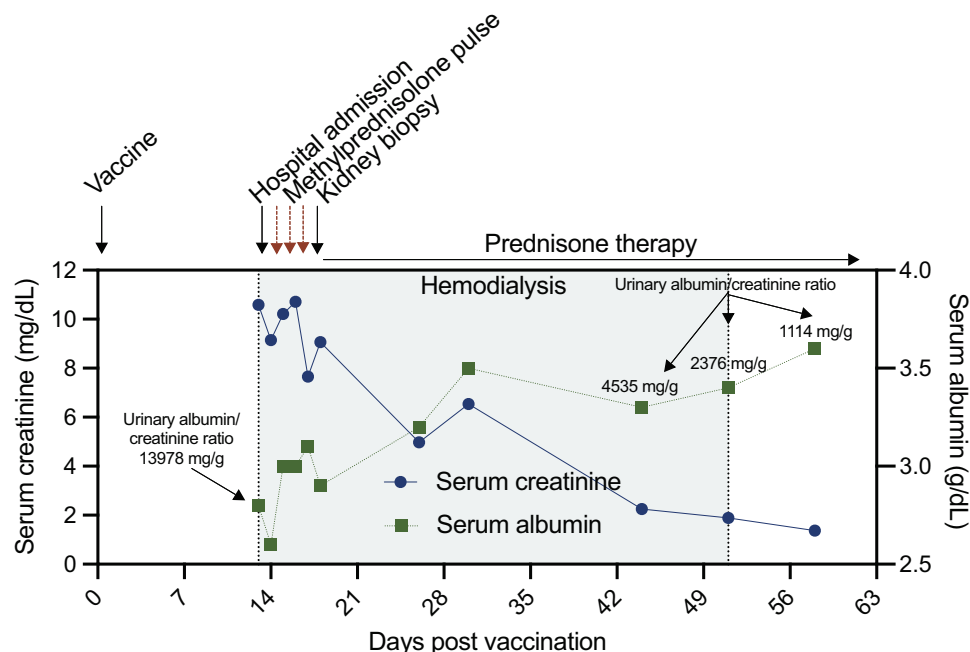 Vaccine
Hospital admission
Methylprednisolone pulse
Kidney biopsy
Prednisone therapy
Hemodialysis
Urinary albumin/creatinine ratio
1114 mg/g
2376 mg/g
4535 mg/g
Urinary albumin/
creatinine ratio
13978 mg/g
Serum creatinine
Serum albumin
Serum creatinine (mg/dL)
12
10
8
6
4
2
0
Serum albumin (g/dL)
4.0
3.5
3.0
2.5
0
7
14
21
28
35
42
49
56
63
Days post vaccination